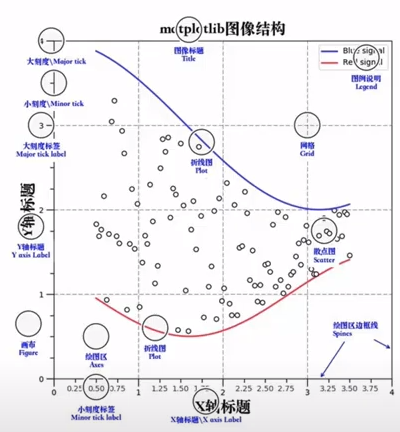 matplotlib图像结构
图像标题
Title
Blue signal
Red signal
图例说明
Legend
4
大刻度\Major tick
小刻度\Minor tick
3
大刻度标签
Major tick label
折线图
Plot
网格
Grid
2
Y轴标题
Y轴标题
Y axis Label
散点图
Scatter
1
画布
Figure
绘图区
Axes
折线图
Plot
绘图区边框线
Spines
0
0 0.25 0.50 0.75 1 1.25 1.50 1.75 2 2.25 2.50 2.75 3 3.25 3.50 3.75 4
小刻度标签
Minor tick label
X轴标题
X轴标题\X axis Label